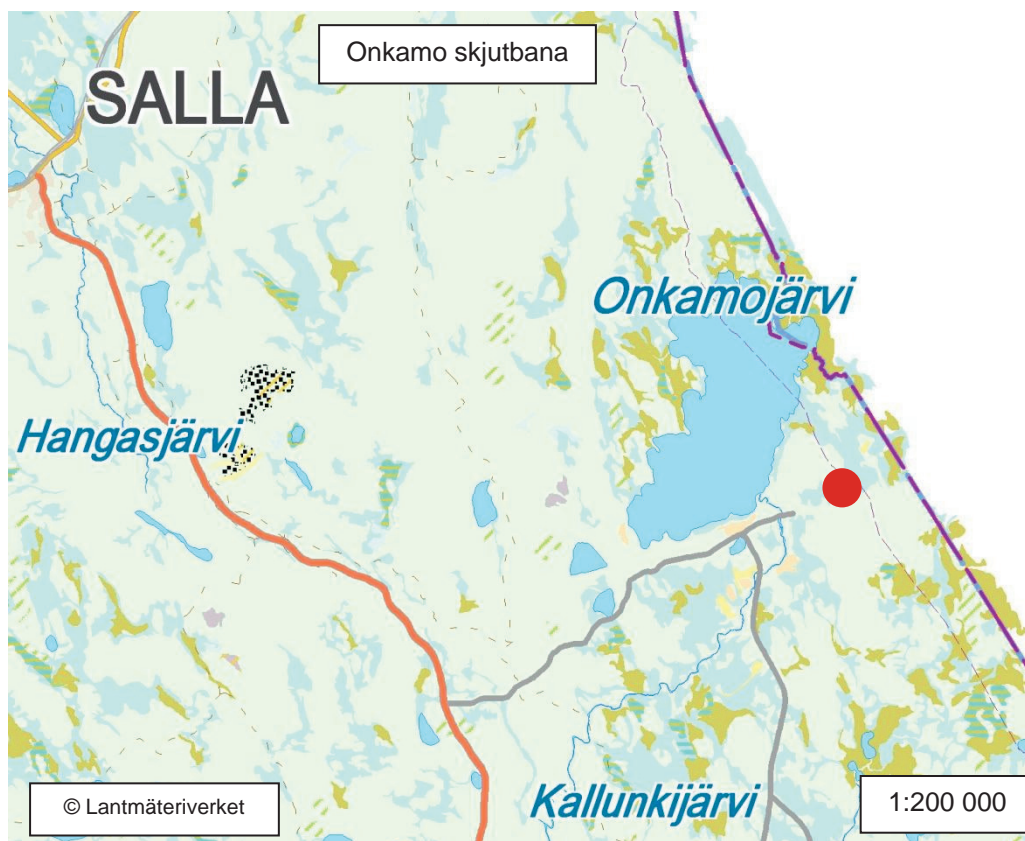 Onkamo skjutbana
SALLA
Onkamojärvi
Hangasjärvi
Kallunkijärvi
© Lantmäteriverket
1:200 000